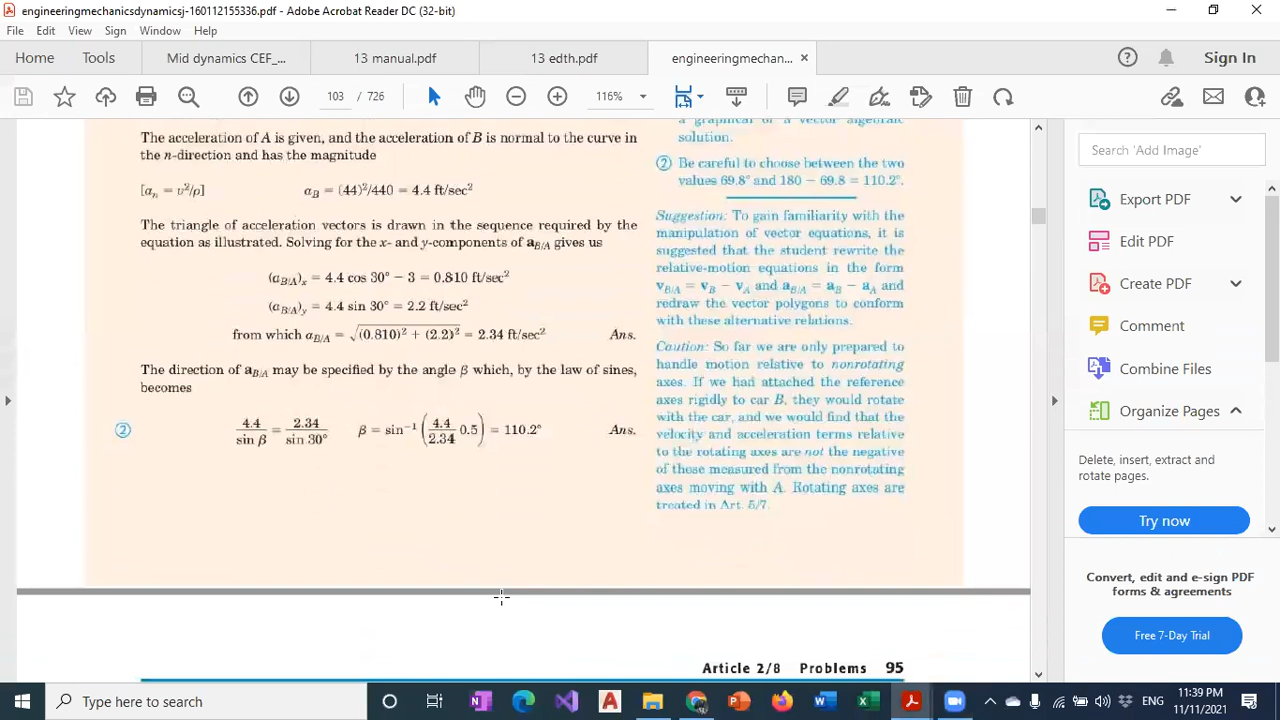 engineeringmechanicsdynamicsj-160112155336.pdf - Adobe Acrobat Reader DC (32-bit)
File Edit View Sign Window Help
Home Tools Mid dynamics CEF_... 13 manual.pdf 13 edth.pdf engineeringmechan... ×
Sign In
103 / 726 116%
The acceleration of A is given, and the acceleration of B is normal to the curve in
the n-direction and has the magnitude
[aₙ = v²/ρ] a_B = (44)²/440 = 4.4 ft/sec²
The triangle of acceleration vectors is drawn in the sequence required by the
equation as illustrated. Solving for the x- and y-components of a_B/A gives us
(a_B/A)_x = 4.4 cos 30° − 3 = 0.810 ft/sec²
(a_B/A)_y = 4.4 sin 30° = 2.2 ft/sec²
from which a_B/A = √(0.810)² + (2.2)² = 2.34 ft/sec² Ans.
The direction of a_B/A may be specified by the angle β which, by the law of sines,
becomes
② 4.4/sin β = 2.34/sin 30° β = sin⁻¹ (4.4/2.34 0.5) = 110.2° Ans.
a graphical or a vector algebraic
solution.
② Be careful to choose between the two
values 69.8° and 180 − 69.8 = 110.2°.
Suggestion: To gain familiarity with the
manipulation of vector equations, it is
suggested that the student rewrite the
relative-motion equations in the form
v_B/A = v_B − v_A and a_B/A = a_B − a_A and
redraw the vector polygons to conform
with these alternative relations.
Caution: So far we are only prepared to
handle motion relative to nonrotating
axes. If we had attached the reference
axes rigidly to car B, they would rotate
with the car, and we would find that the
velocity and acceleration terms relative
to the rotating axes are not the negative
of those measured from the nonrotating
axes moving with A. Rotating axes are
treated in Art. 5/7.
Article 2/8 Problems 95
Search 'Add Image'
Export PDF
Edit PDF
Create PDF
Comment
Combine Files
Organize Pages
Delete, insert, extract and
rotate pages.
Try now
Convert, edit and e-sign PDF
forms & agreements
Free 7-Day Trial
Type here to search
ENG
11:39 PM
11/11/2021